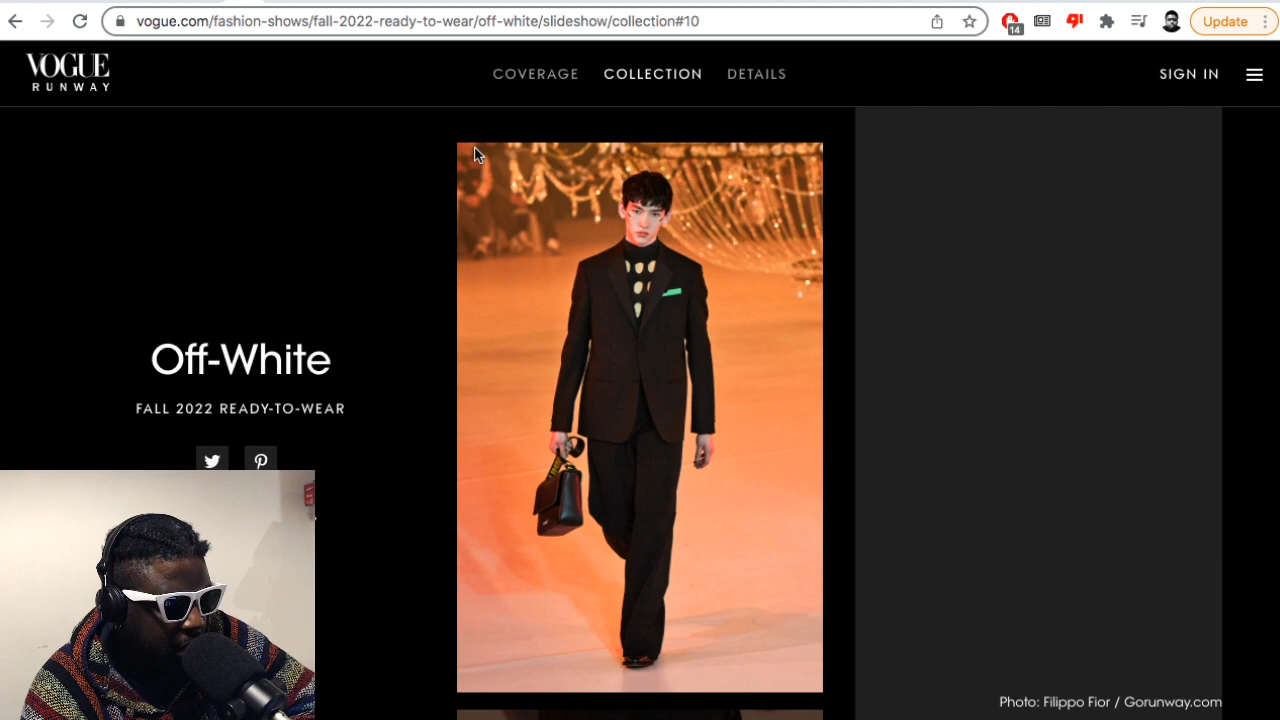 vogue.com/fashion-shows/fall-2022-ready-to-wear/off-white/slideshow/collection#10
14
Update
VOGUE
RUNWAY
COVERAGE
COLLECTION
DETAILS
SIGN IN
Off-White
FALL 2022 READY-TO-WEAR
Photo: Filippo Fior / Gorunway.com